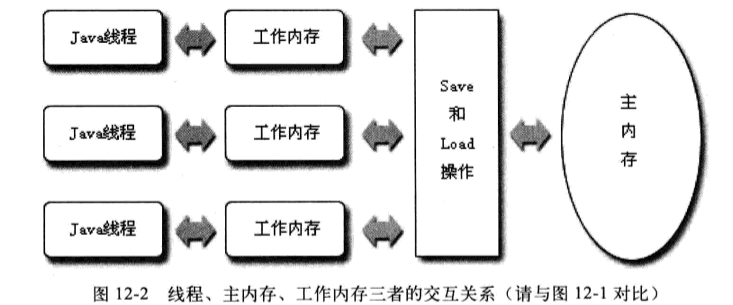 Java线程
工作内存
Java线程
工作内存
Java线程
工作内存
Save
和
Load
操作
主
内
存
图 12-2 线程、主内存、工作内存三者的交互关系（请与图 12-1 对比）